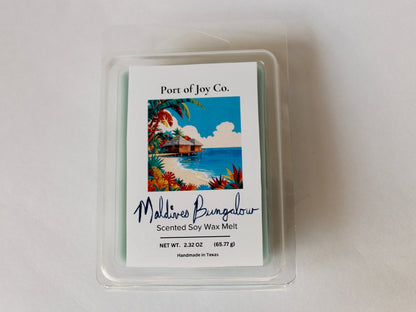 Port of Joy Co.
Maldives Bungalow
Scented Soy Wax Melt
NET WT. 2.32 OZ (65.77 g)
Handmade in Texas